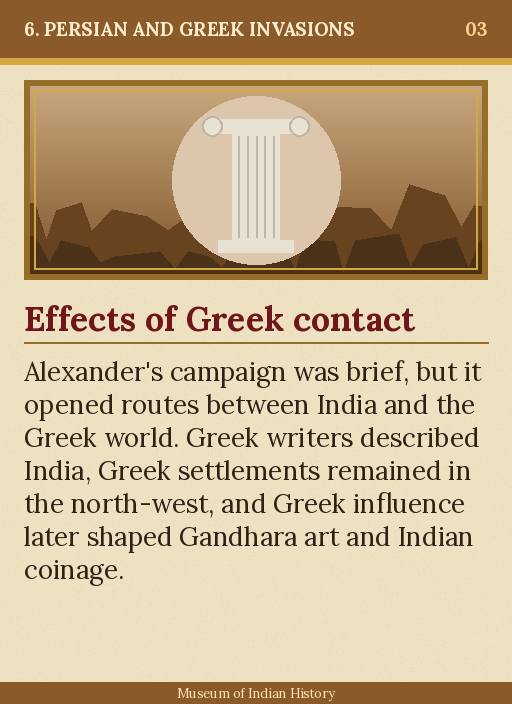 6. PERSIAN AND GREEK INVASIONS
03
Effects of Greek contact
Alexander's campaign was brief, but it
opened routes between India and the
Greek world. Greek writers described
India, Greek settlements remained in
the north-west, and Greek influence
later shaped Gandhara art and Indian
coinage.
Museum of Indian History